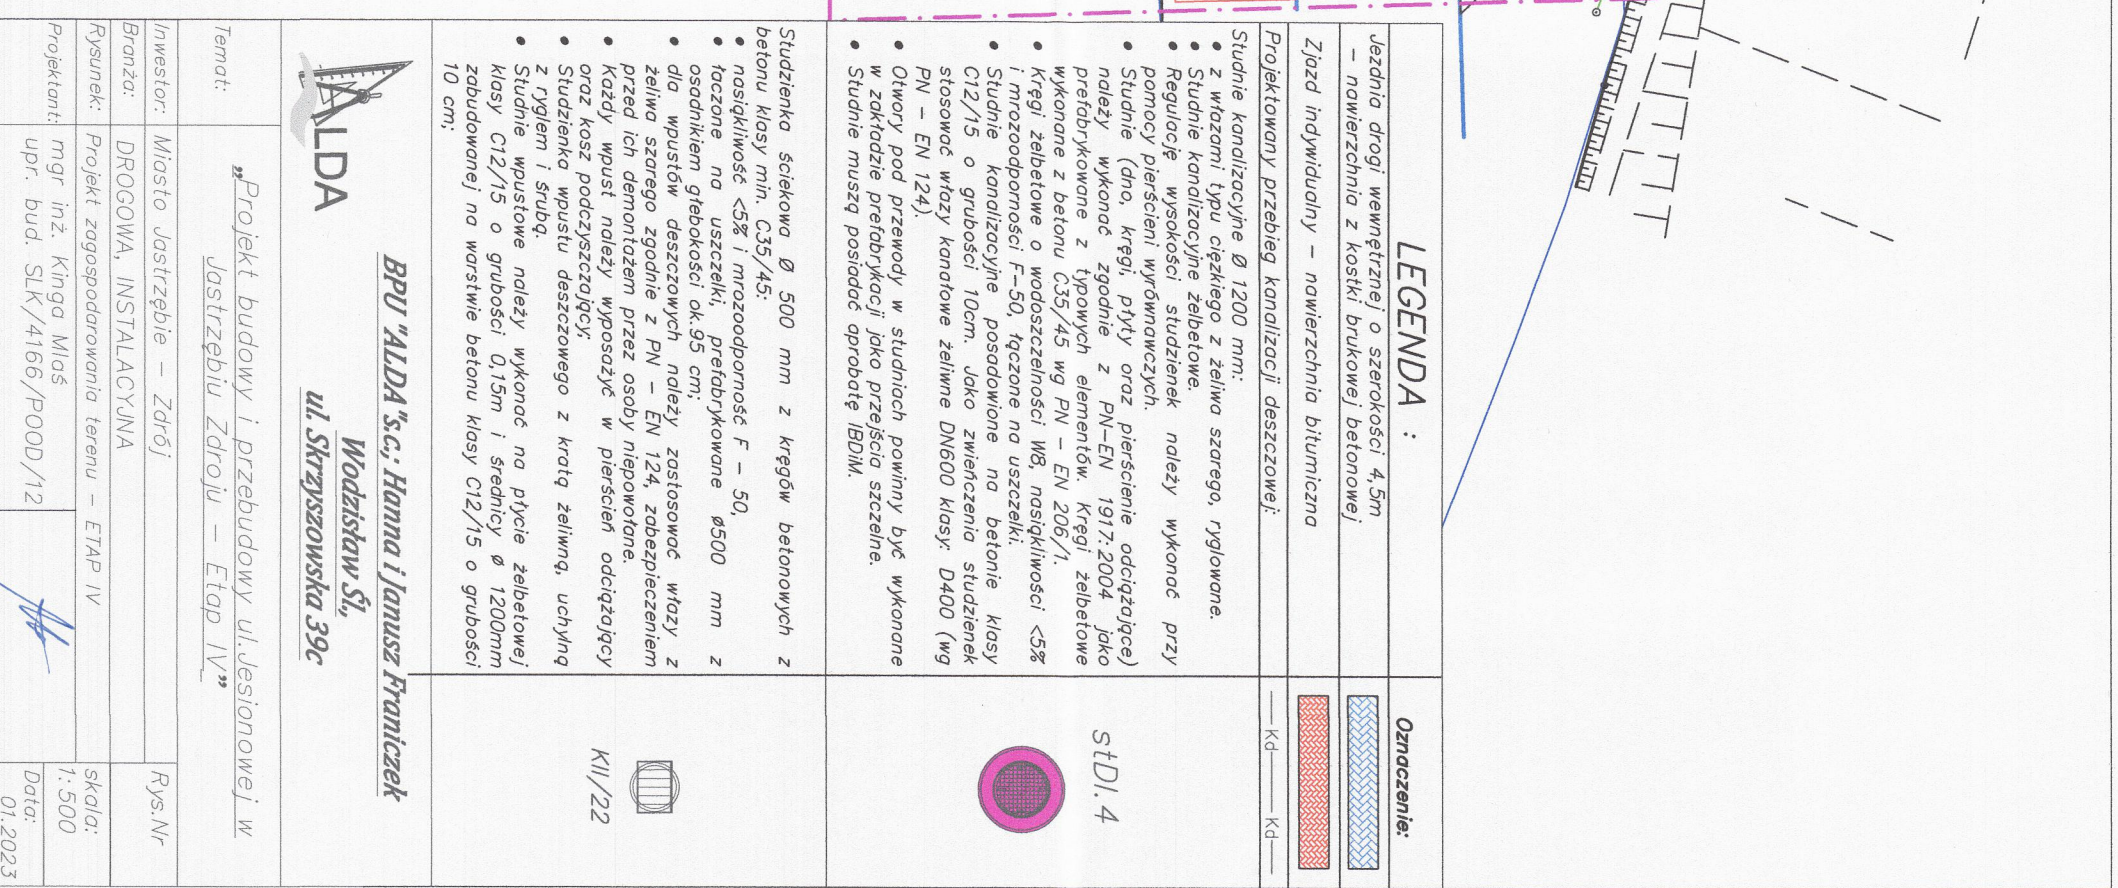 LEGENDA :
Oznaczenie:
Jezdnia drogi wewnętrznej o szerokości 4,5m
– nawierzchnia z kostki brukowej betonowej
Zjazd indywidualny – nawierzchnia bitumiczna
Projektowany przebieg kanalizacji deszczowej:
Kd Kd
Studnie kanalizacyjne Ø 1200 mm:
• z włazami typu ciężkiego z żeliwa szarego, ryglowane.
• Studnie kanalizacyjne żelbetowe.
• Regulację wysokości studzienek należy wykonać przy
pomocy pierścieni wyrównawczych.
• Studnie (dno, kręgi, płyty oraz pierścienie odciążające)
należy wykonać zgodnie z PN–EN 1917:2004 jako
prefabrykowane z typowych elementów. Kręgi żelbetowe
wykonane z betonu C35/45 wg PN – EN 206/1.
• Kręgi żelbetowe o wodoszczelności W8, nasiąkliwości <5%
i mrozoodporności F–50, łączone na uszczelki.
• Studnie kanalizacyjne posadowione na betonie klasy
C12/15 o grubości 10cm. Jako zwieńczenia studzienek
stosować włazy kanałowe żeliwne DN600 klasy: D400 (wg
PN – EN 124).
• Otwory pod przewody w studniach powinny być wykonane
w zakładzie prefabrykacji jako przejścia szczelne.
• Studnie muszą posiadać aprobatę IBDiM.
stDI.4
Studzienka ściekowa Ø 500 mm z kręgów betonowych z
betonu klasy min. C35/45:
• nasiąkliwość <5% i mrozoodporność F – 50,
• łączone na uszczelki, prefabrykowane ø500 mm z
osadnikiem głębokości ok.95 cm;
• dla wpustów deszczowych należy zastosować włazy z
żeliwa szarego zgodnie z PN – EN 124, zabezpieczeniem
przed ich demontażem przez osoby niepowołane.
• Każdy wpust należy wyposażyć w pierścień odciążający
oraz kosz podczyszczający;
• Studzienka wpustu deszczowego z kratą żeliwną, uchylną
z ryglem i śrubą.
• Studnie wpustowe należy wykonać na płycie żelbetowej
klasy C12/15 o grubości 0,15m i średnicy ø 1200mm
zabudowanej na warstwie betonu klasy C12/15 o grubości
10 cm;
KII/22
ALDA
BPU "ALDA"s.c.; Hanna i Janusz Franiczek
Wodzisław Śl.,
ul. Skrzyszowska 39c
Temat:
„Projekt budowy i przebudowy ul.Jesionowej w
Jastrzębiu Zdroju – Etap IV”
Inwestor: Miasto Jastrzębie – Zdrój
Rys.Nr
Branża: DROGOWA, INSTALACYJNA
Rysunek: Projekt zagospodarowania terenu – ETAP IV
skala:
1:500
Projektant: mgr inż. Kinga Mlaś
upr. bud. SLK/4166/POOD/12
Data:
01.2023